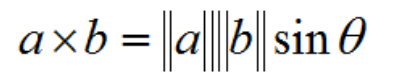 a×b = ‖a‖‖b‖ sin θ